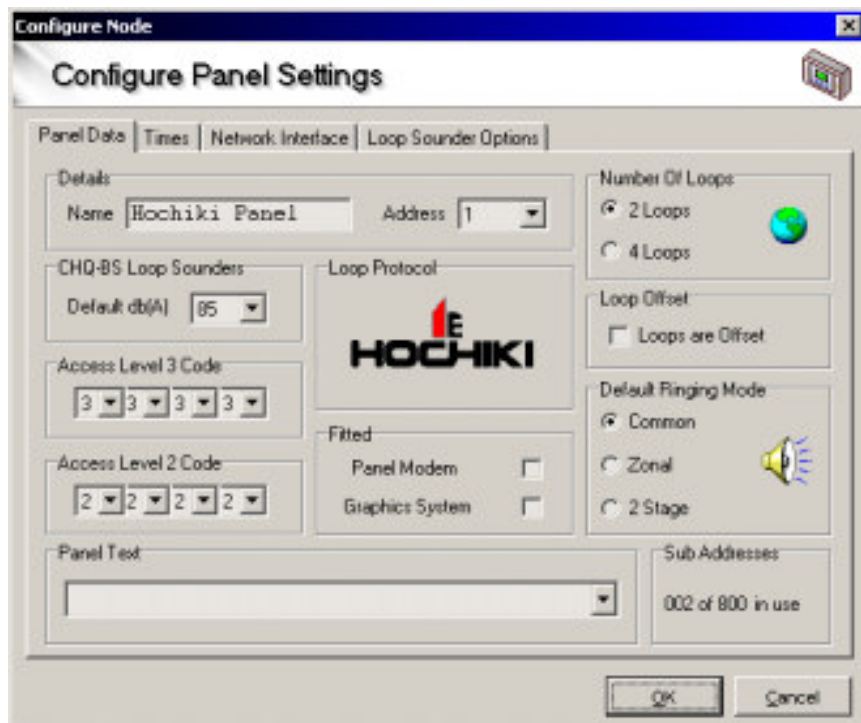 Configure Node
Configure Panel Settings
Panel Data
Times
Network Interface
Loop Sounder Options
Details
Name
Hochiki Panel
Address
1
Number Of Loops
2 Loops
4 Loops
CHQ-BS Loop Sounders
Default db(A)
85
Loop Protocol
HOCHIKI
Loop Offset
Loops are Offset
Access Level 3 Code
3 3 3 3
Default Ringing Mode
Common
Zonal
2 Stage
Fitted
Panel Modem
Graphics System
Access Level 2 Code
2 2 2 2
Panel Text
Sub Addresses
002 of 800 in use
OK
Cancel